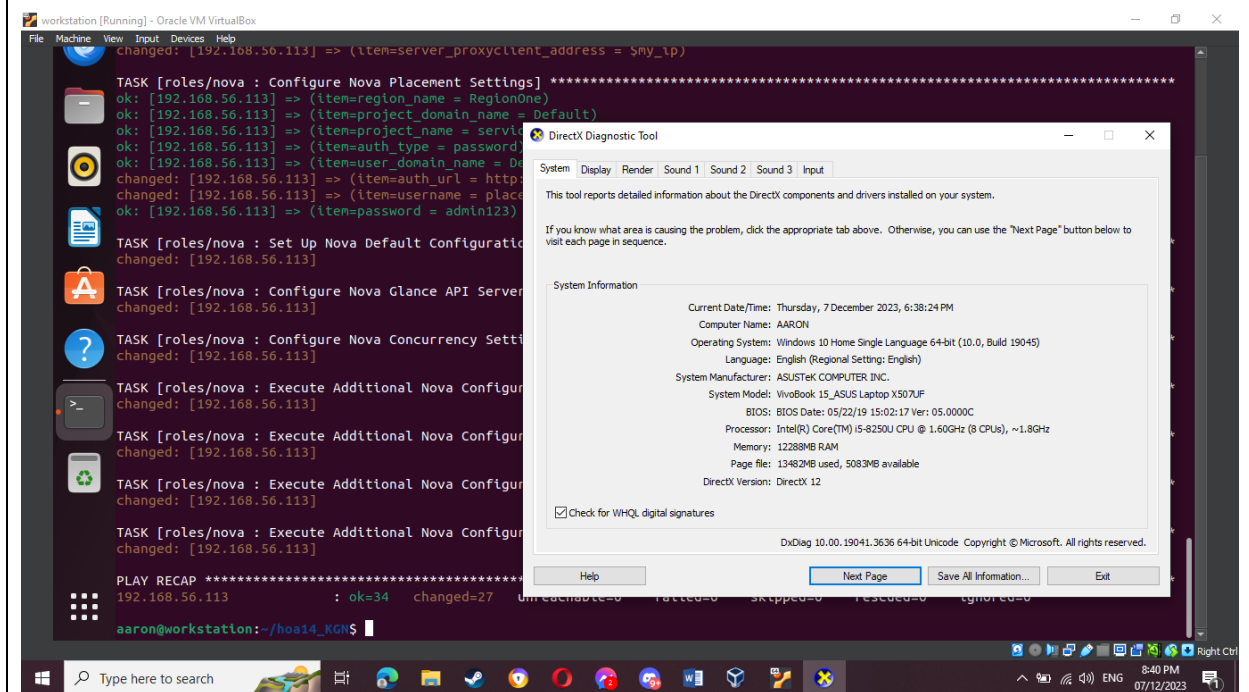 workstation [Running] - Oracle VM VirtualBox
File Machine View Input Devices Help
changed: [192.168.56.113] => (item=server_proxyclient_address = $my_ip)
TASK [roles/nova : Configure Nova Placement Settings] ******************************************************************************
ok: [192.168.56.113] => (item=region_name = RegionOne)
ok: [192.168.56.113] => (item=project_domain_name = Default)
ok: [192.168.56.113] => (item=project_name = servic
ok: [192.168.56.113] => (item=auth_type = password)
ok: [192.168.56.113] => (item=user_domain_name = De
changed: [192.168.56.113] => (item=auth_url = http:
changed: [192.168.56.113] => (item=username = place
ok: [192.168.56.113] => (item=password = admin123)
TASK [roles/nova : Set Up Nova Default Configuratio
changed: [192.168.56.113]
TASK [roles/nova : Configure Nova Glance API Server
changed: [192.168.56.113]
TASK [roles/nova : Configure Nova Concurrency Setti
changed: [192.168.56.113]
TASK [roles/nova : Execute Additional Nova Configur
changed: [192.168.56.113]
TASK [roles/nova : Execute Additional Nova Configur
changed: [192.168.56.113]
TASK [roles/nova : Execute Additional Nova Configur
changed: [192.168.56.113]
TASK [roles/nova : Execute Additional Nova Configur
changed: [192.168.56.113]
PLAY RECAP ****************************************
192.168.56.113 : ok=34 changed=27 unreachable=0 failed=0 skipped=0 rescued=0 ignored=0
aaron@workstation:~/hoa14_KGN$
DirectX Diagnostic Tool
System Display Render Sound 1 Sound 2 Sound 3 Input
This tool reports detailed information about the DirectX components and drivers installed on your system.
If you know what area is causing the problem, click the appropriate tab above. Otherwise, you can use the "Next Page" button below to
visit each page in sequence.
System Information
Current Date/Time: Thursday, 7 December 2023, 6:38:24 PM
Computer Name: AARON
Operating System: Windows 10 Home Single Language 64-bit (10.0, Build 19045)
Language: English (Regional Setting: English)
System Manufacturer: ASUSTeK COMPUTER INC.
System Model: VivoBook 15_ASUS Laptop X507UF
BIOS: BIOS Date: 05/22/19 15:02:17 Ver: 05.0000C
Processor: Intel(R) Core(TM) i5-8250U CPU @ 1.60GHz (8 CPUs), ~1.8GHz
Memory: 12288MB RAM
Page file: 13482MB used, 5083MB available
DirectX Version: DirectX 12
Check for WHQL digital signatures
DxDiag 10.00.19041.3636 64-bit Unicode Copyright © Microsoft. All rights reserved.
Help Next Page Save All Information... Exit
Right Ctrl
Type here to search
ENG
8:40 PM
07/12/2023